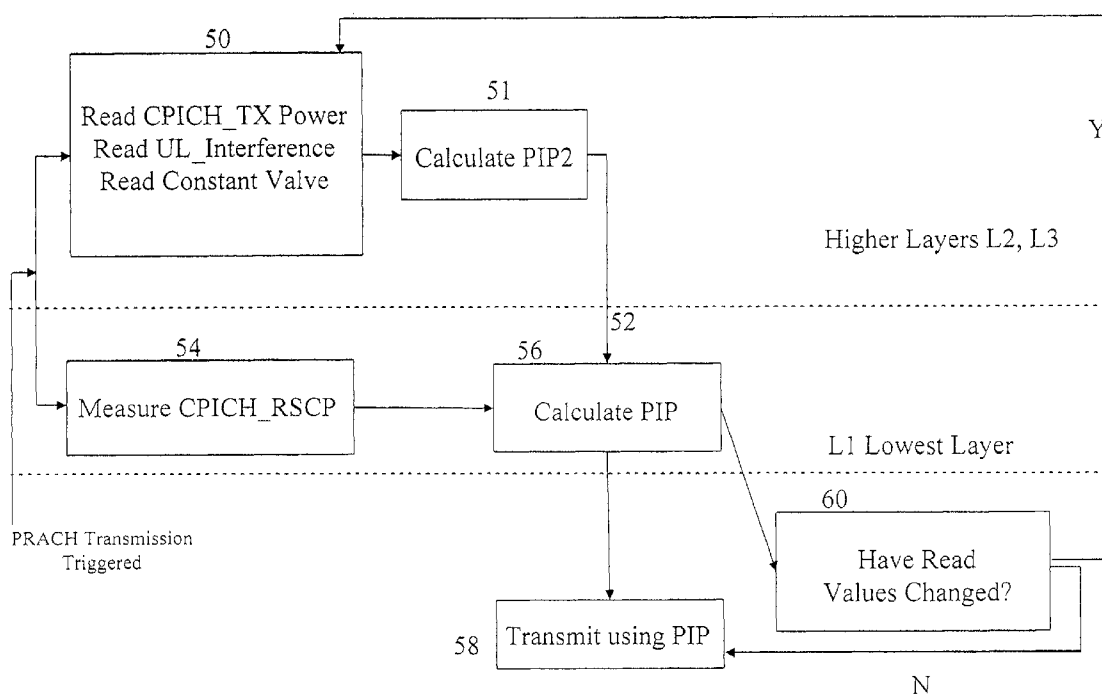 50
Read CPICH_TX Power
Read UL_Interference
Read Constant Valve
51
Calculate PIP2
Y
Higher Layers L2, L3
52
54
Measure CPICH_RSCP
56
Calculate PIP
L1 Lowest Layer
PRACH Transmission
Triggered
60
Have Read
Values Changed?
58
Transmit using PIP
N